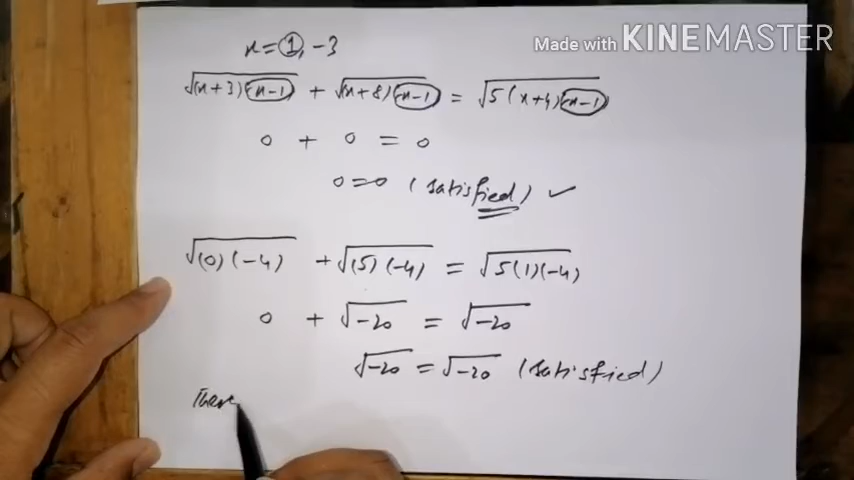 x = 1, -3
Made with KINEMASTER
√(x+3)(x-1) + √(x+8)(x-1) = √5(x+4)(x-1)
0 + 0 = 0
0=0 (satisfied) ✓
√(0)(-4) + √(5)(-4) = √5(1)(-4)
0 + √-20 = √-20
√-20 = √-20 (satisfied)